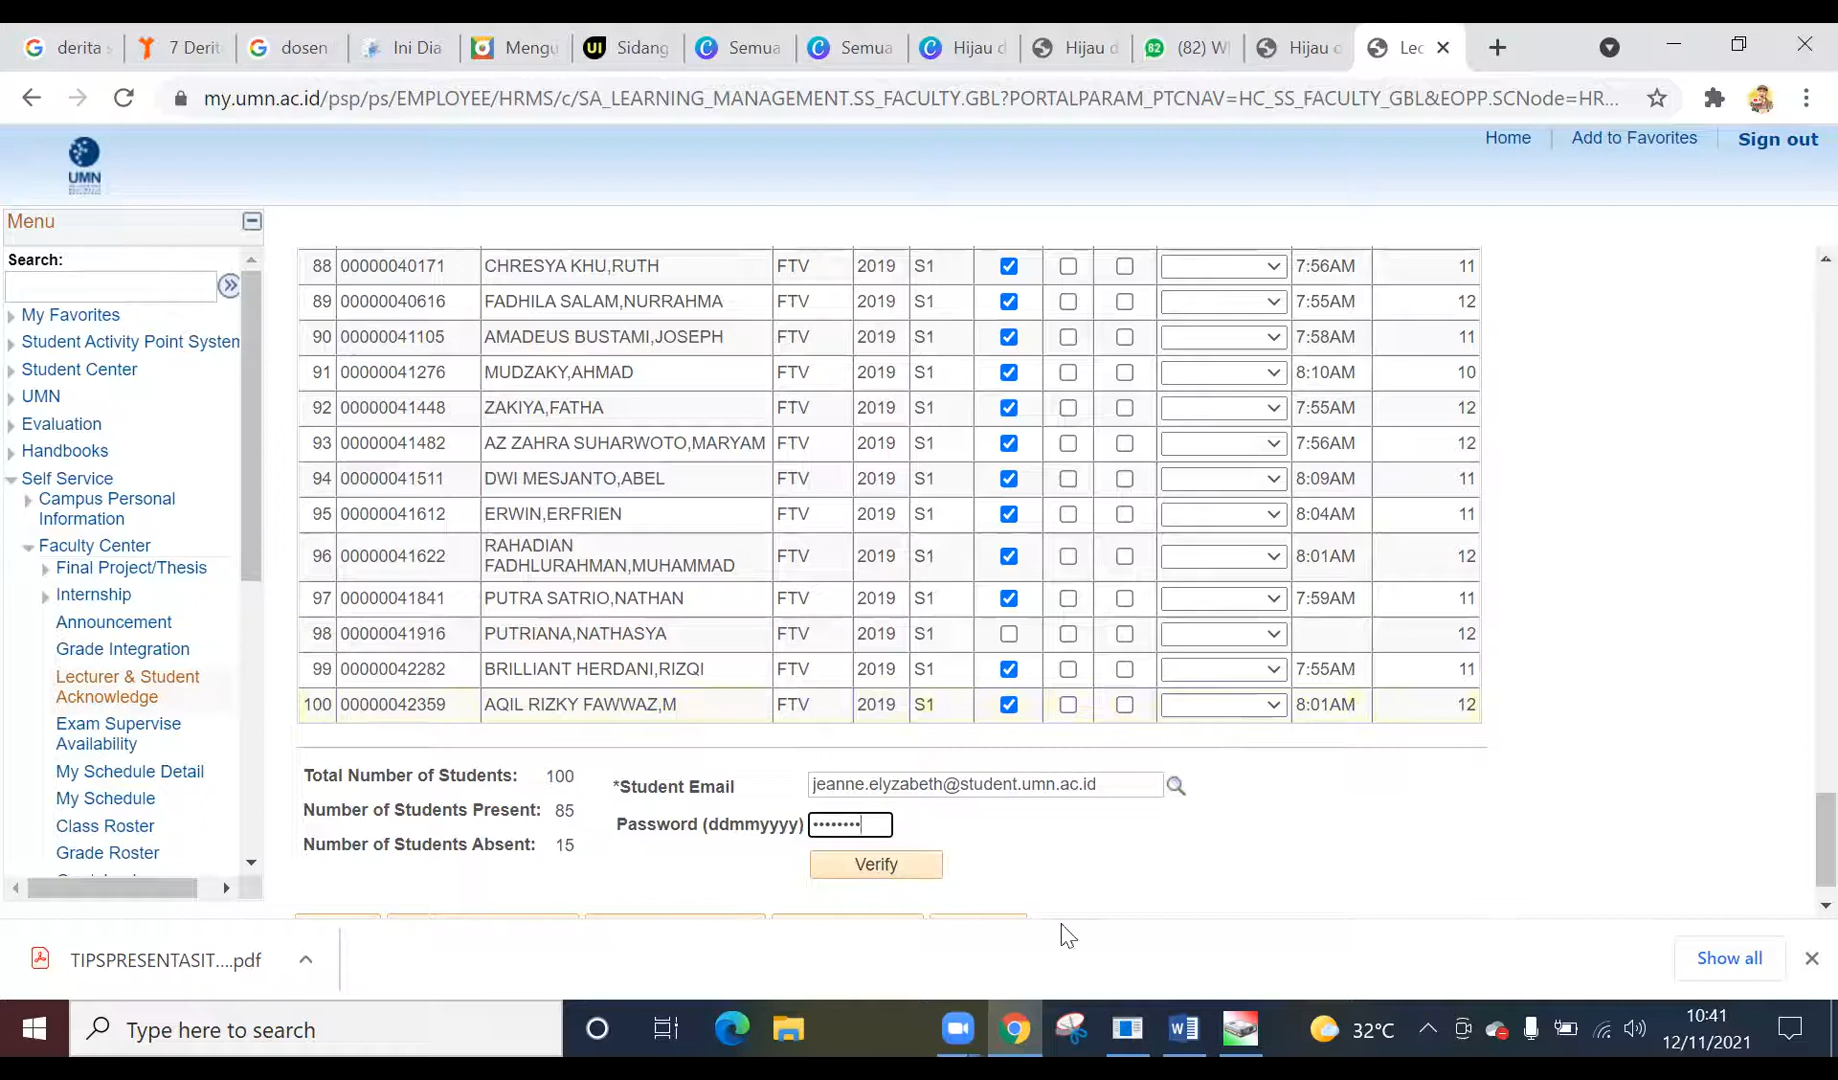 derita
7 Derit
dosen
Ini Dia
Mengu
Sidang
Semua
Semua
Hijau d
Hijau d
(82) W
Hijau o
Lec
my.umn.ac.id/psp/ps/EMPLOYEE/HRMS/c/SA_LEARNING_MANAGEMENT.SS_FACULTY.GBL?PORTALPARAM_PTCNAV=HC_SS_FACULTY_GBL&EOPP.SCNode=HR...
Home
Add to Favorites
Sign out
UMN
Menu
Search:
My Favorites
Student Activity Point System
Student Center
UMN
Evaluation
Handbooks
Self Service
Campus Personal
Information
Faculty Center
Final Project/Thesis
Internship
Announcement
Grade Integration
Lecturer & Student
Acknowledge
Exam Supervise
Availability
My Schedule Detail
My Schedule
Class Roster
Grade Roster
88 00000040171 CHRESYA KHU,RUTH FTV 2019 S1 7:56AM 11
89 00000040616 FADHILA SALAM,NURRAHMA FTV 2019 S1 7:55AM 12
90 00000041105 AMADEUS BUSTAMI,JOSEPH FTV 2019 S1 7:58AM 11
91 00000041276 MUDZAKY,AHMAD FTV 2019 S1 8:10AM 10
92 00000041448 ZAKIYA,FATHA FTV 2019 S1 7:55AM 12
93 00000041482 AZ ZAHRA SUHARWOTO,MARYAM FTV 2019 S1 7:56AM 12
94 00000041511 DWI MESJANTO,ABEL FTV 2019 S1 8:09AM 11
95 00000041612 ERWIN,ERFRIEN FTV 2019 S1 8:04AM 11
96 00000041622 RAHADIAN
FADHLURAHMAN,MUHAMMAD FTV 2019 S1 8:01AM 12
97 00000041841 PUTRA SATRIO,NATHAN FTV 2019 S1 7:59AM 11
98 00000041916 PUTRIANA,NATHASYA FTV 2019 S1 12
99 00000042282 BRILLIANT HERDANI,RIZQI FTV 2019 S1 7:55AM 11
100 00000042359 AQIL RIZKY FAWWAZ,M FTV 2019 S1 8:01AM 12
Total Number of Students: 100
Number of Students Present: 85
Number of Students Absent: 15
*Student Email jeanne.elyzabeth@student.umn.ac.id
Password (ddmmyyyy) ••••••••
Verify
TIPSPRESENTASIT....pdf
Show all
Type here to search
32°C
10:41
12/11/2021